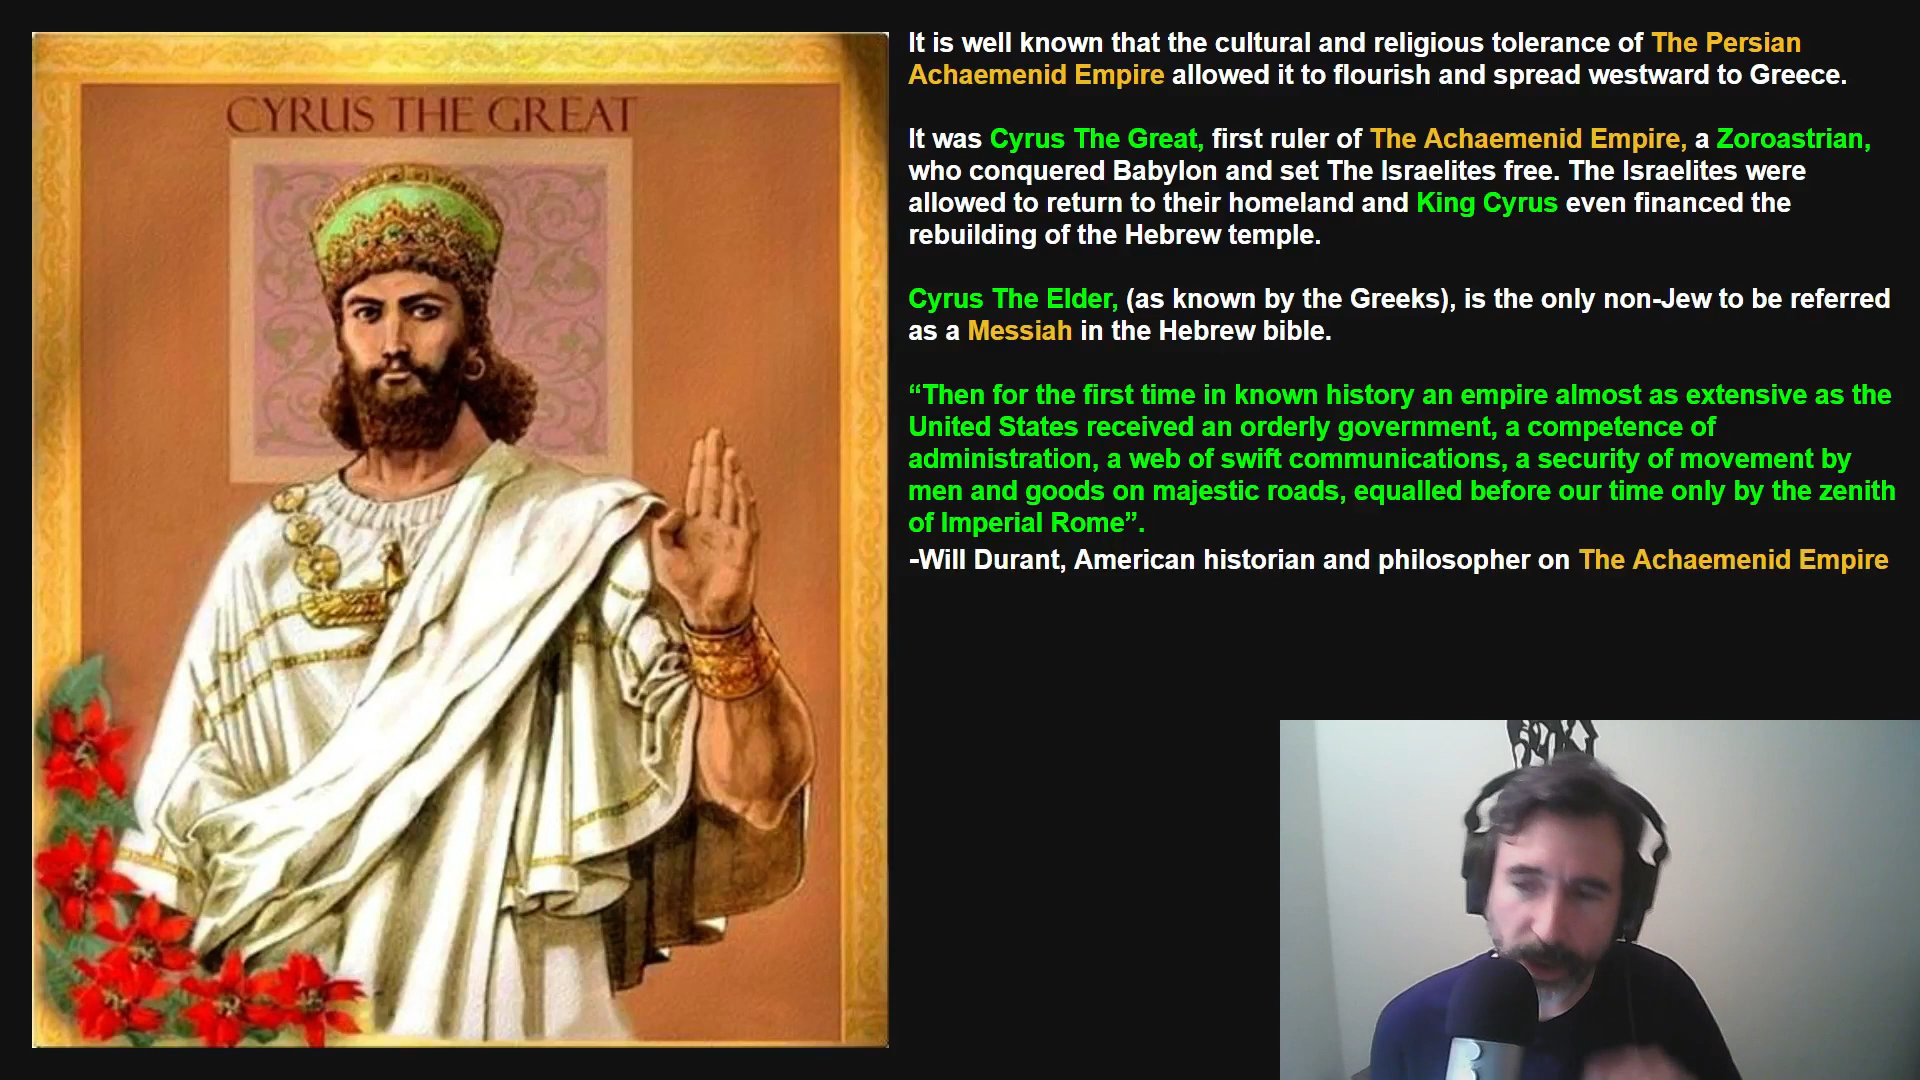 CYRUS THE GREAT
It is well known that the cultural and religious tolerance of The Persian
Achaemenid Empire allowed it to flourish and spread westward to Greece.
It was Cyrus The Great, first ruler of The Achaemenid Empire, a Zoroastrian,
who conquered Babylon and set The Israelites free. The Israelites were
allowed to return to their homeland and King Cyrus even financed the
rebuilding of the Hebrew temple.
Cyrus The Elder, (as known by the Greeks), is the only non-Jew to be referred
as a Messiah in the Hebrew bible.
“Then for the first time in known history an empire almost as extensive as the
United States received an orderly government, a competence of
administration, a web of swift communications, a security of movement by
men and goods on majestic roads, equalled before our time only by the zenith
of Imperial Rome”.
-Will Durant, American historian and philosopher on The Achaemenid Empire